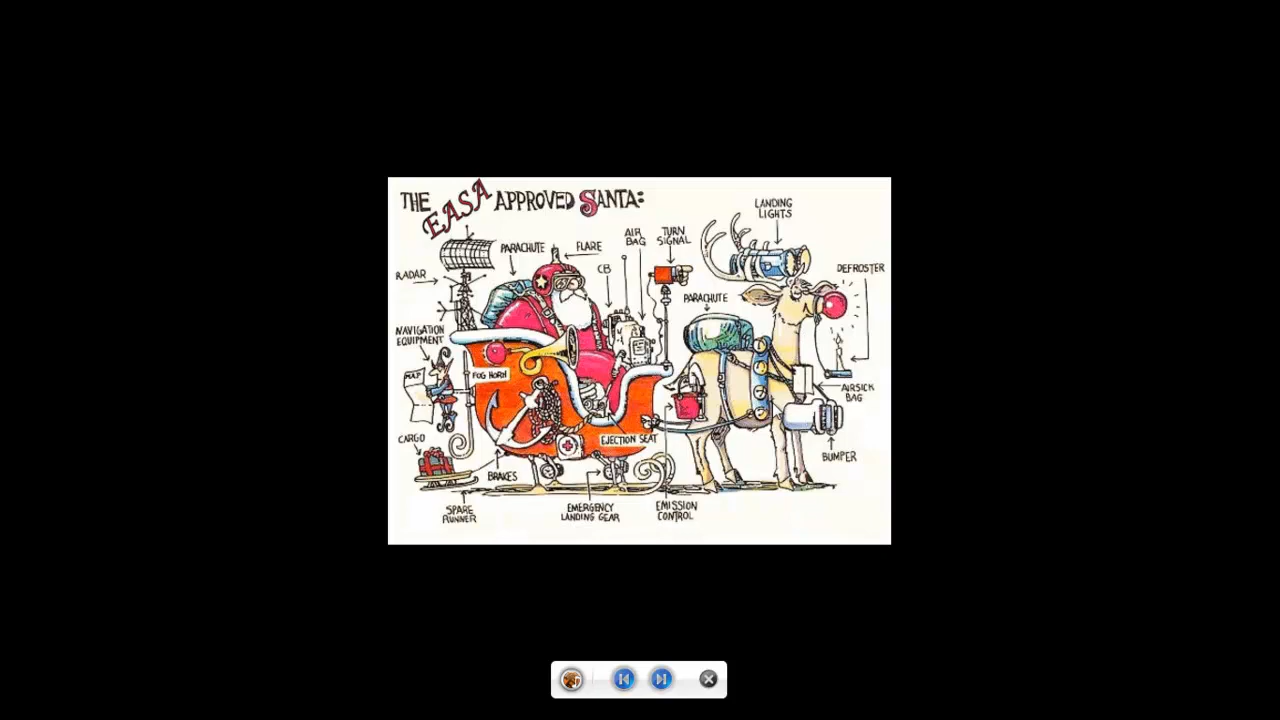 THE EASA APPROVED SANTA:
LANDING
LIGHTS
AIR
BAG
TURN
SIGNAL
PARACHUTE
FLARE
CB
RADAR
DEFROSTER
PARACHUTE
NAVIGATION
EQUIPMENT
MAP
FOG HORN
AIRSICK
BAG
CARGO
EJECTION SEAT
BUMPER
BRAKES
SPARE
RUNNER
EMERGENCY
LANDING GEAR
EMISSION
CONTROL